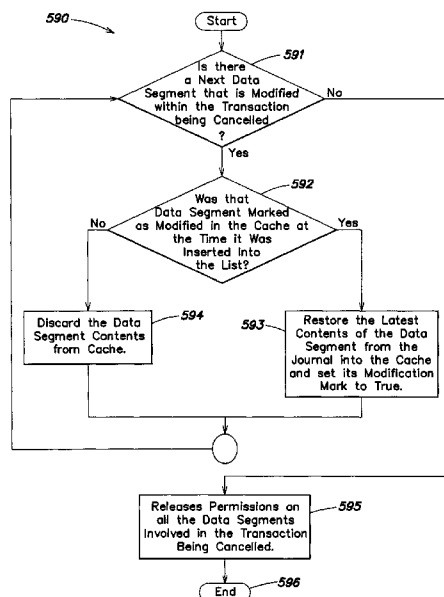 590
Start
591
Is there
a Next Data
Segment that is Modified
within the Transaction
being Cancelled
?
No
Yes
592
Was that
Data Segment Marked
as Modified in the Cache at
the Time it Was
Inserted Into
the List?
No
Yes
594
Discard the Data
Segment Contents
from Cache.
593
Restore the Latest
Contents of the Data
Segment from the
Journal into the Cache
and set its Modification
Mark to True.
595
Releases Permissions on
all the Data Segments
Involved in the Transaction
Being Cancelled.
End
596